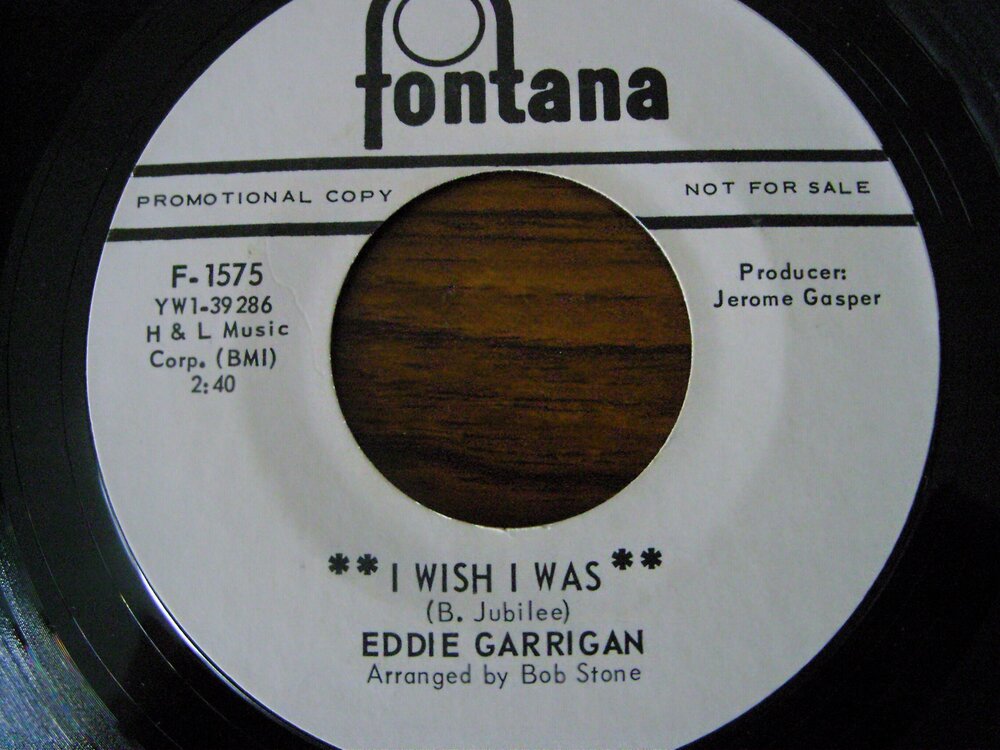 fontana
PROMOTIONAL COPY
NOT FOR SALE
F-1575
YW1-39286
H & L Music
Corp. (BMI)
2:40
Producer:
Jerome Gasper
**I WISH I WAS**
(B. Jubilee)
EDDIE GARRIGAN
Arranged by Bob Stone